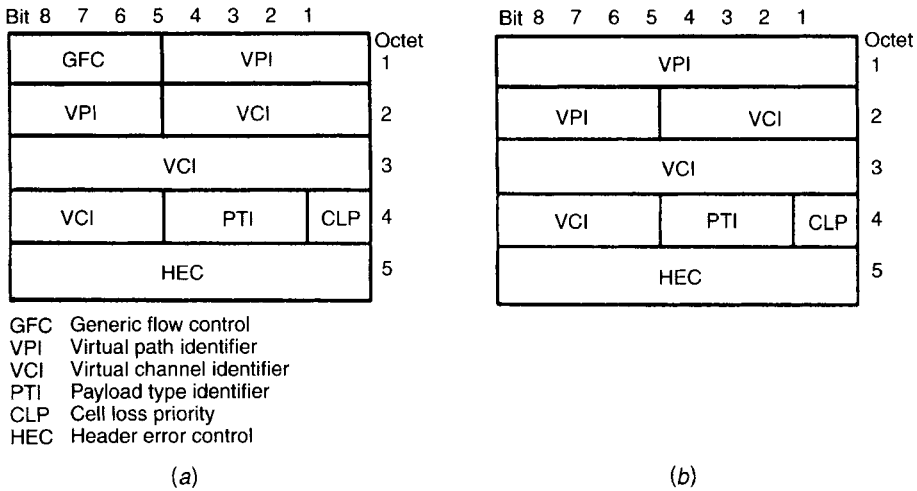 Bit 8 7 6 5 4 3 2 1
Octet
GFC VPI 1
VPI VCI 2
VCI 3
VCI PTI CLP 4
HEC 5
GFC Generic flow control
VPI Virtual path identifier
VCI Virtual channel identifier
PTI Payload type identifier
CLP Cell loss priority
HEC Header error control
(a)
Bit 8 7 6 5 4 3 2 1
Octet
VPI 1
VPI VCI 2
VCI 3
VCI PTI CLP 4
HEC 5
(b)